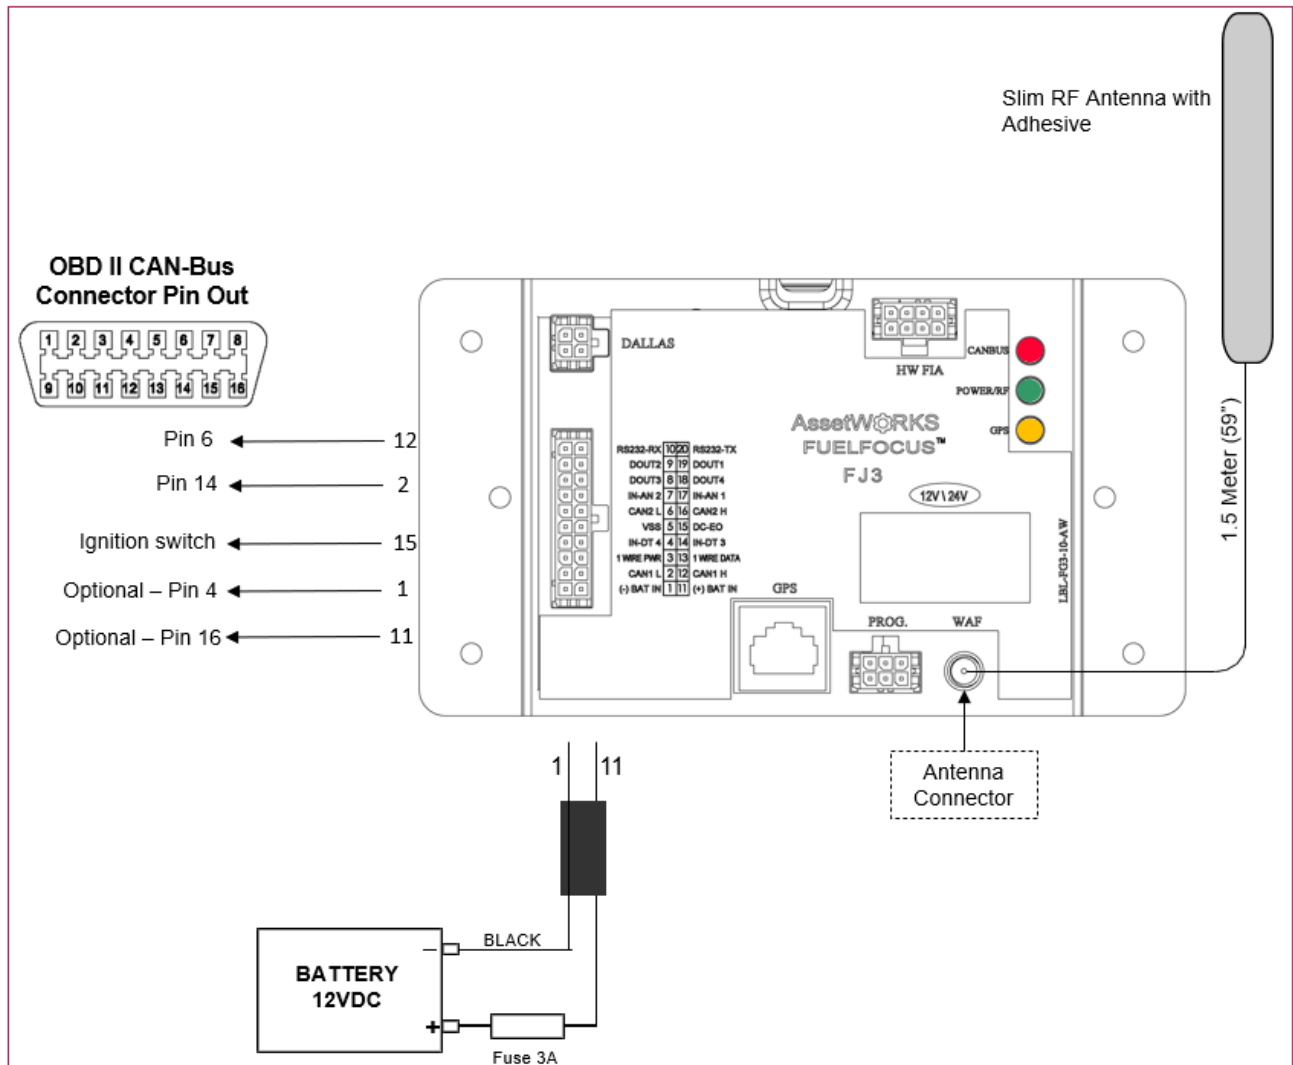 Slim RF Antenna with
Adhesive
OBD II CAN-Bus
Connector Pin Out
1 2 3 4 5 6 7 8
9 10 11 12 13 14 15 16
Pin 6 12
Pin 14 2
Ignition switch 15
Optional – Pin 4 1
Optional – Pin 16 11
DALLAS
HW FIA
CANBUS
POWER/RF
GPS
AssetWORKS
FUELFOCUS™
FJ3
12V \ 24V
RS232-RX 10 20 RS232-TX
DOUT2 9 19 DOUT1
DOUT3 8 18 DOUT4
IN-AN 2 7 17 IN-AN 1
CAN2 L 6 16 CAN2 H
VSS 5 15 DC-EO
IN-DT 4 4 14 IN-DT 3
1 WIRE PWR 3 13 1 WIRE DATA
CAN1 L 2 12 CAN1 H
(-) BAT IN 1 11 (+) BAT IN
GPS
PROG.
WAF
LBL-FG3-10-AW
1.5 Meter (59")
Antenna
Connector
1 11
BLACK
BATTERY
12VDC
–
+
Fuse 3A